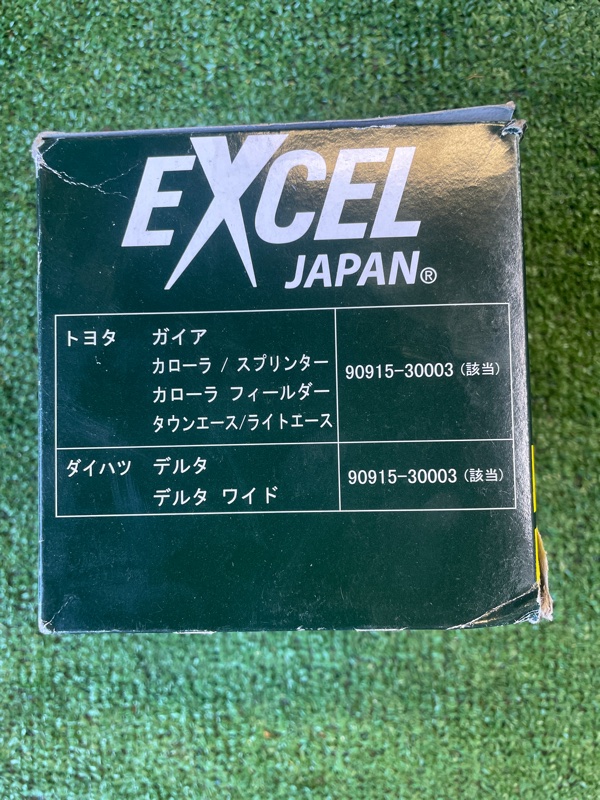 EXCEL
JAPAN®
トヨタ ガイア
カローラ / スプリンター
カローラ フィールダー
タウンエース/ライトエース
90915-30003 (該当)
ダイハツ デルタ
デルタ ワイド
90915-30003 (該当)